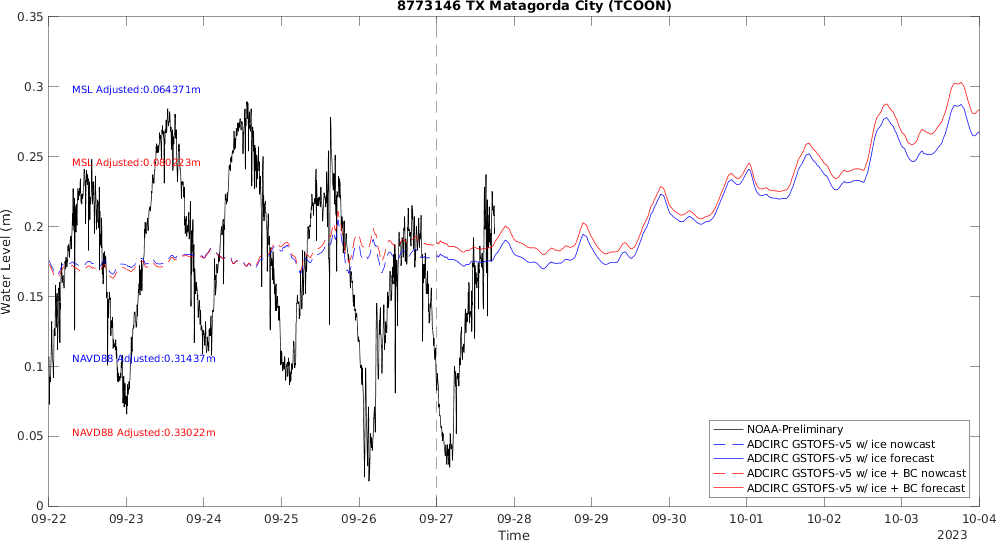 8773146 TX Matagorda City (TCOON)
0.35
0.3
0.25
0.2
0.15
0.1
0.05
0
Water Level (m)
MSL Adjusted:0.064371m
MSL Adjusted:0.080223m
NAVD88 Adjusted:0.31437m
NAVD88 Adjusted:0.33022m
NOAA-Preliminary
ADCIRC GSTOFS-v5 w/ ice nowcast
ADCIRC GSTOFS-v5 w/ ice forecast
ADCIRC GSTOFS-v5 w/ ice + BC nowcast
ADCIRC GSTOFS-v5 w/ ice + BC forecast
09-22 09-23 09-24 09-25 09-26 09-27 09-28 09-29 09-30 10-01 10-02 10-03 10-04
Time
2023